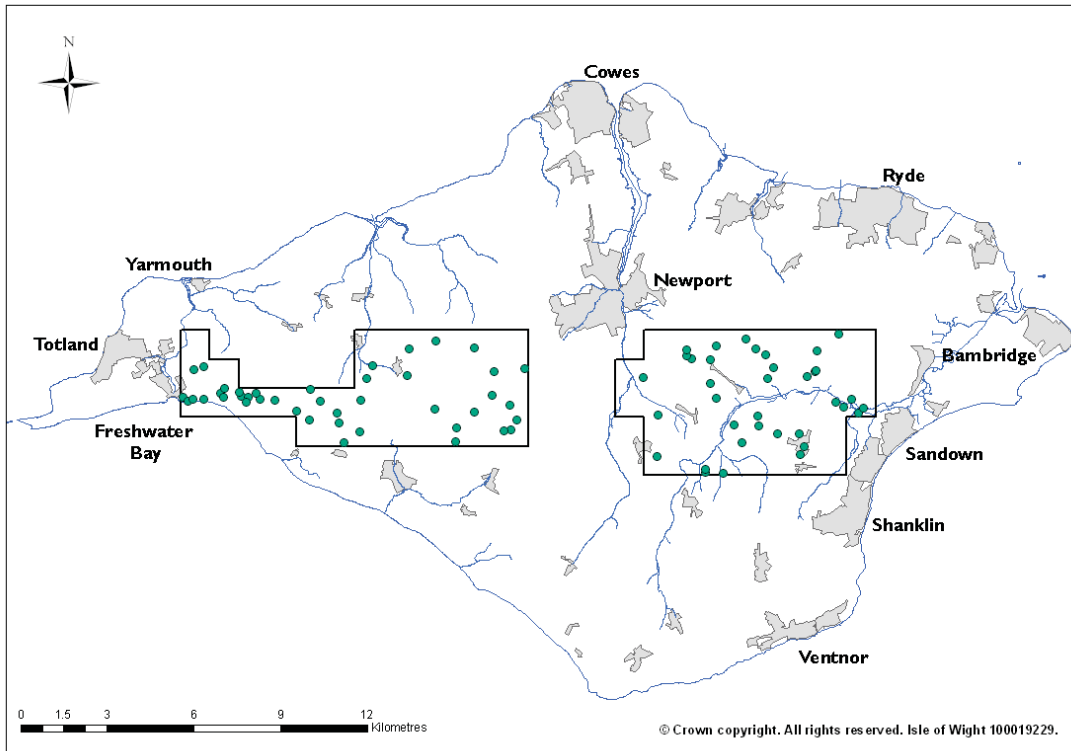 N
Cowes
Ryde
Yarmouth
Newport
Totland
Bambridge
Freshwater
Bay
Sandown
Shanklin
Ventnor
0 1.5 3 6 9 12
Kilometres
© Crown copyright. All rights reserved. Isle of Wight 100019229.